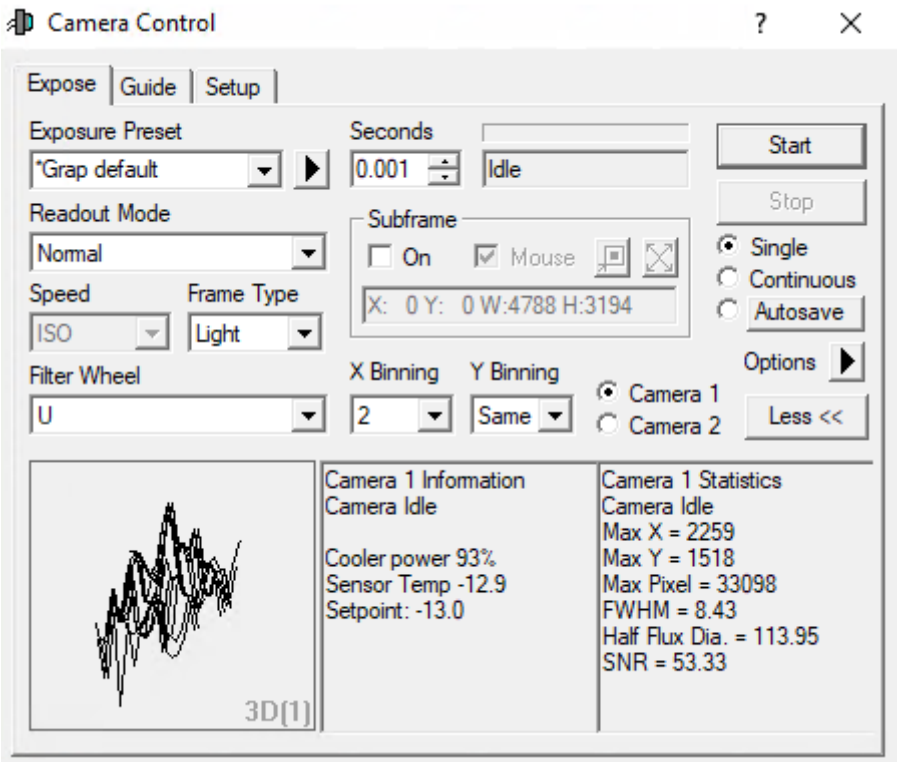 Camera Control ? ×
Expose Guide Setup
Exposure Preset
*Grap default
Seconds
0.001
Idle
Start
Stop
Readout Mode
Normal
Subframe
On
Mouse
X: 0 Y: 0 W:4788 H:3194
Single
Continuous
Autosave
Speed
ISO
Frame Type
Light
Options
Filter Wheel
U
X Binning
2
Y Binning
Same
Camera 1
Camera 2
Less <<
3D(1)
Camera 1 Information
Camera Idle
Cooler power 93%
Sensor Temp -12.9
Setpoint: -13.0
Camera 1 Statistics
Camera Idle
Max X = 2259
Max Y = 1518
Max Pixel = 33098
FWHM = 8.43
Half Flux Dia. = 113.95
SNR = 53.33